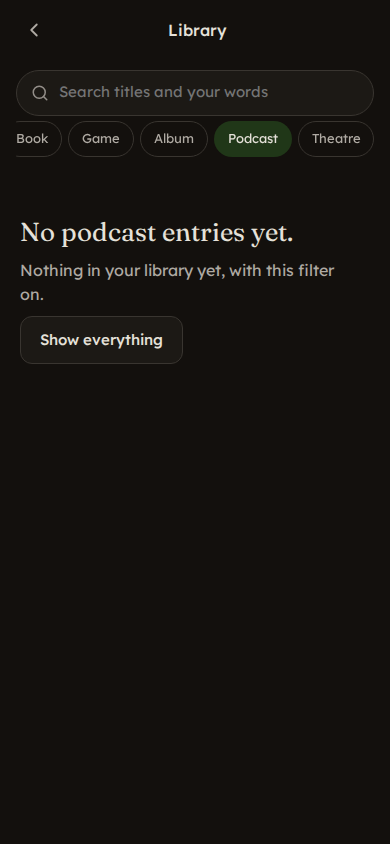 Library
Search titles and your words
Book Game Album Podcast Theatre
No podcast entries yet.
Nothing in your library yet, with this filter
on.
Show everything